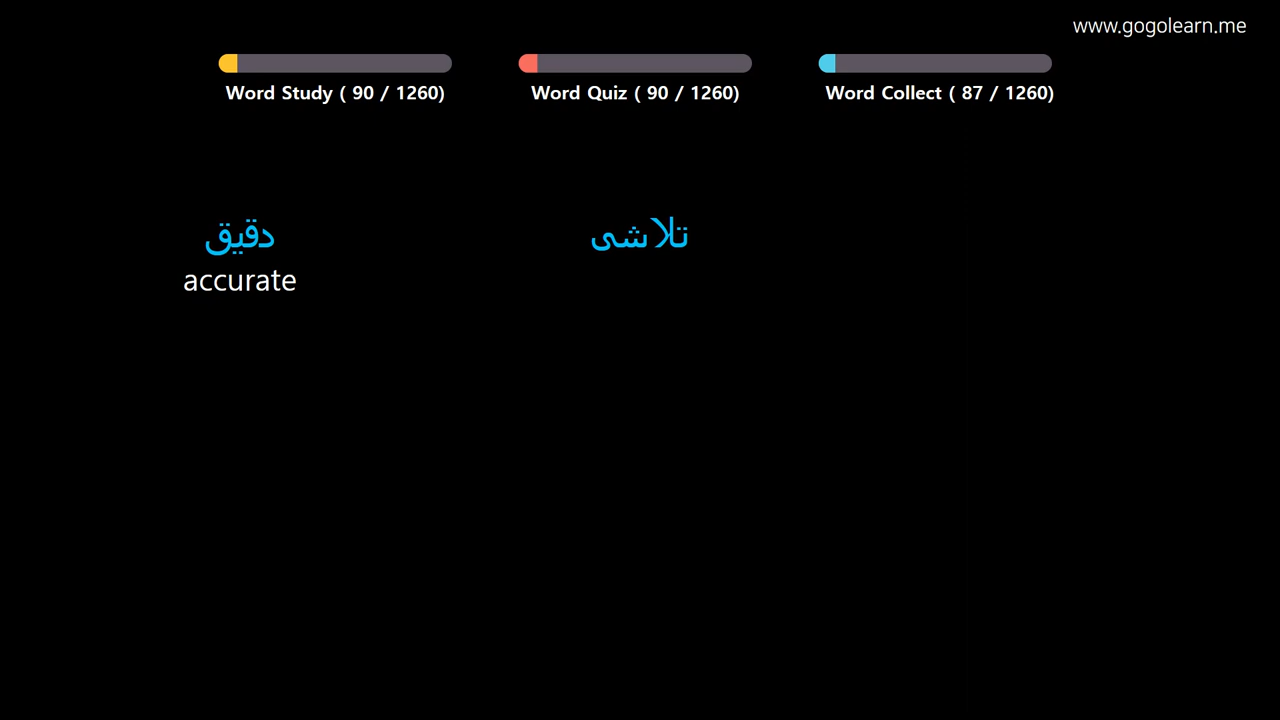 www.gogolearn.me
Word Study ( 90 / 1260)
Word Quiz ( 90 / 1260)
Word Collect ( 87 / 1260)
دقیق
accurate
تلاشی